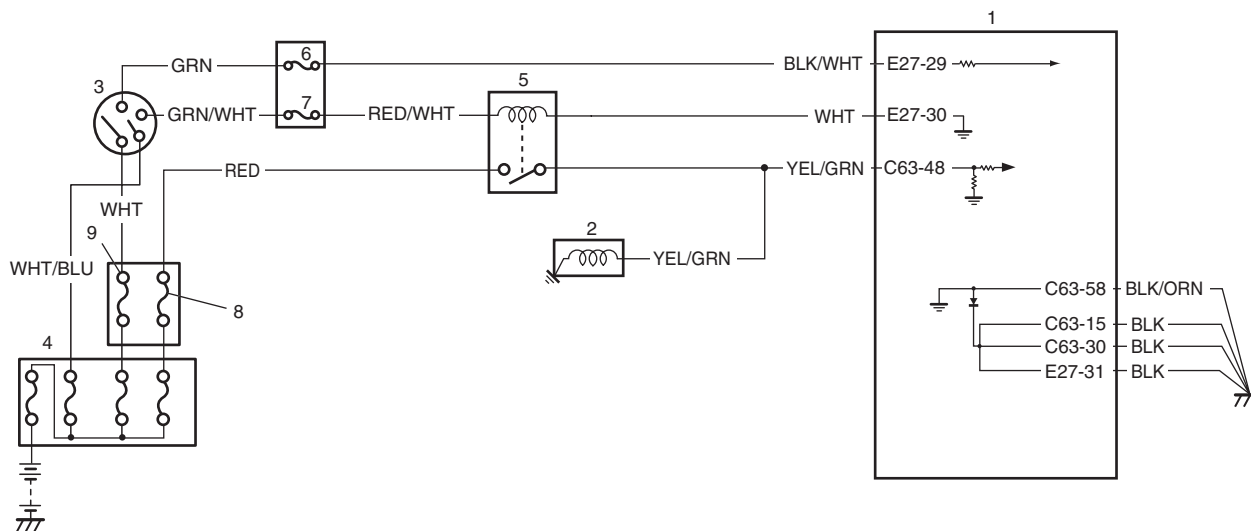 1
GRN
6
BLK/WHT
E27-29
3
5
GRN/WHT
7
RED/WHT
WHT
E27-30
RED
YEL/GRN
C63-48
WHT
9
2
YEL/GRN
WHT/BLU
8
C63-58
BLK/ORN
C63-15
BLK
4
C63-30
BLK
E27-31
BLK